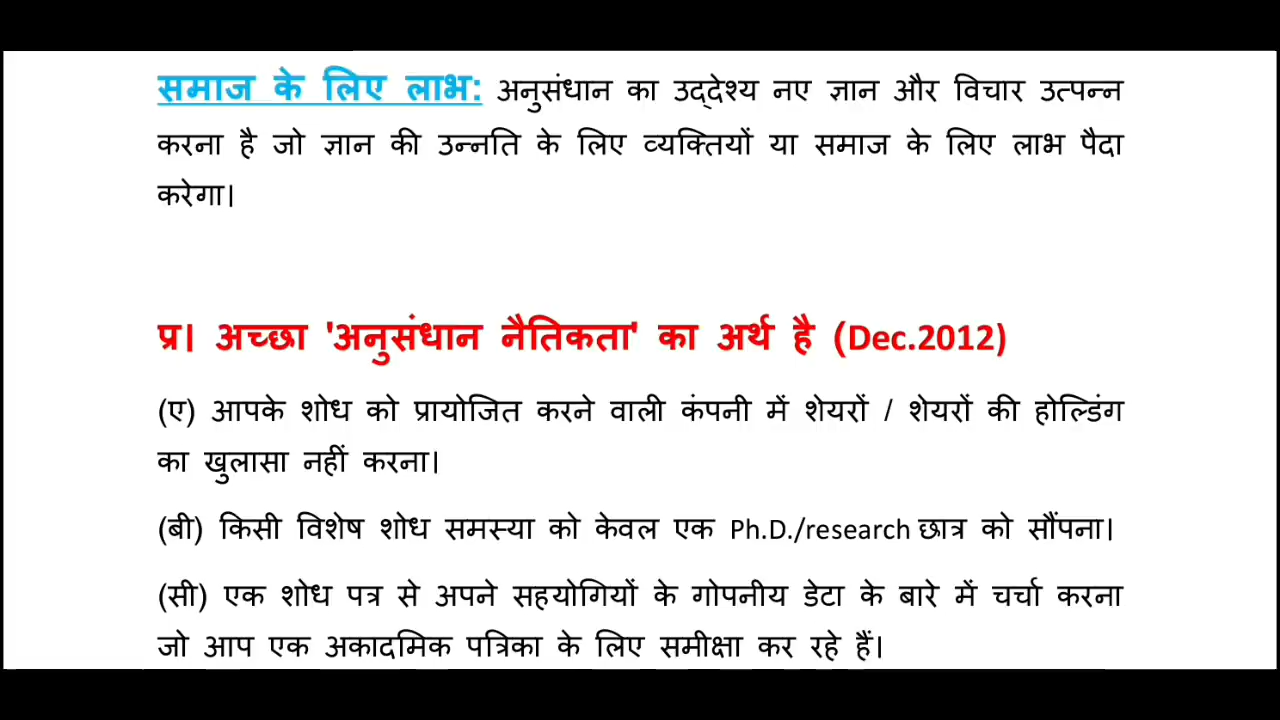 समाज के लिए लाभ: अनुसंधान का उद्देश्य नए ज्ञान और विचार उत्पन्न
करना है जो ज्ञान की उन्नति के लिए व्यक्तियों या समाज के लिए लाभ पैदा
करेगा।
प्र। अच्छा 'अनुसंधान नैतिकता' का अर्थ है (Dec.2012)
(ए) आपके शोध को प्रायोजित करने वाली कंपनी में शेयरों / शेयरों की होल्डिंग
का खुलासा नहीं करना।
(बी) किसी विशेष शोध समस्या को केवल एक Ph.D./research छात्र को सौंपना।
(सी) एक शोध पत्र से अपने सहयोगियों के गोपनीय डेटा के बारे में चर्चा करना
जो आप एक अकादमिक पत्रिका के लिए समीक्षा कर रहे हैं।